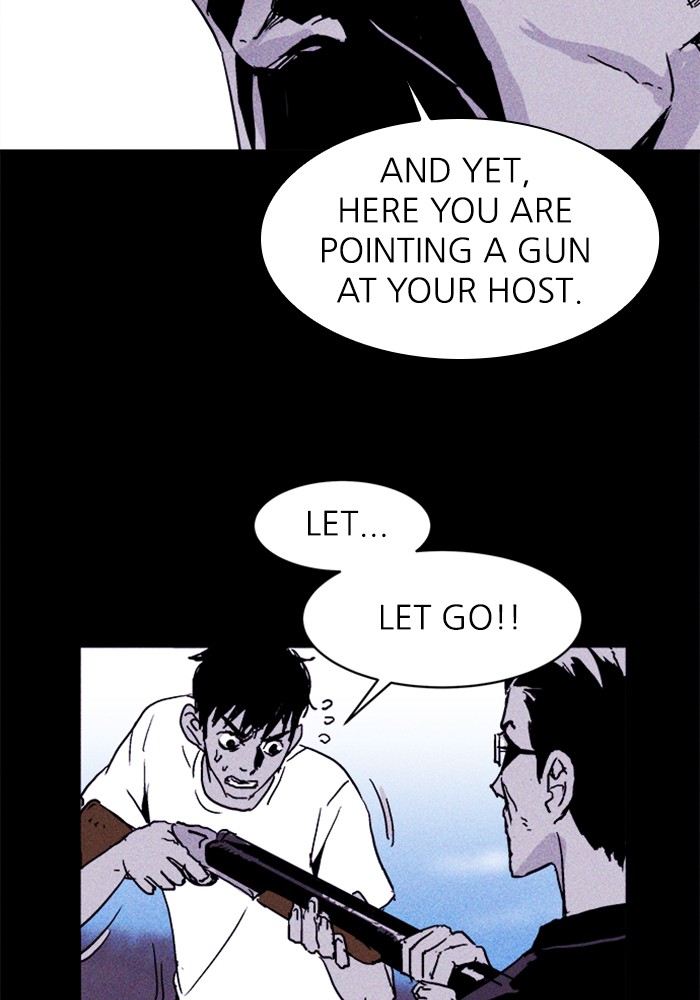 AND YET,
HERE YOU ARE
POINTING A GUN
AT YOUR HOST.
LET...
LET GO!!